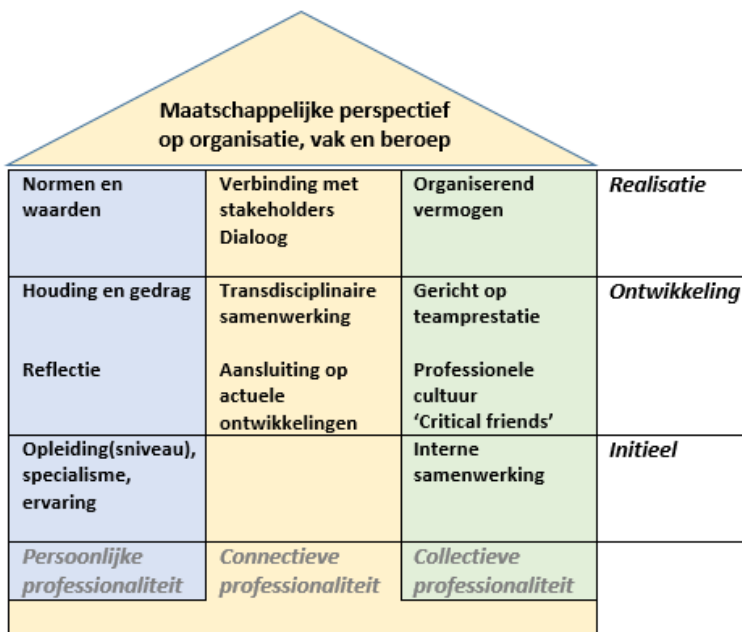 Maatschappelijke perspectief
op organisatie, vak en beroep
Normen en
waarden
Verbinding met
stakeholders
Dialoog
Organiserend
vermogen
Realisatie
Houding en gedrag
Reflectie
Transdisciplinaire
samenwerking
Aansluiting op
actuele
ontwikkelingen
Gericht op
teamprestatie
Professionele
cultuur
‘Critical friends’
Ontwikkeling
Opleiding(sniveau),
specialisme,
ervaring
Interne
samenwerking
Initieel
Persoonlijke
professionaliteit
Connectieve
professionaliteit
Collectieve
professionaliteit